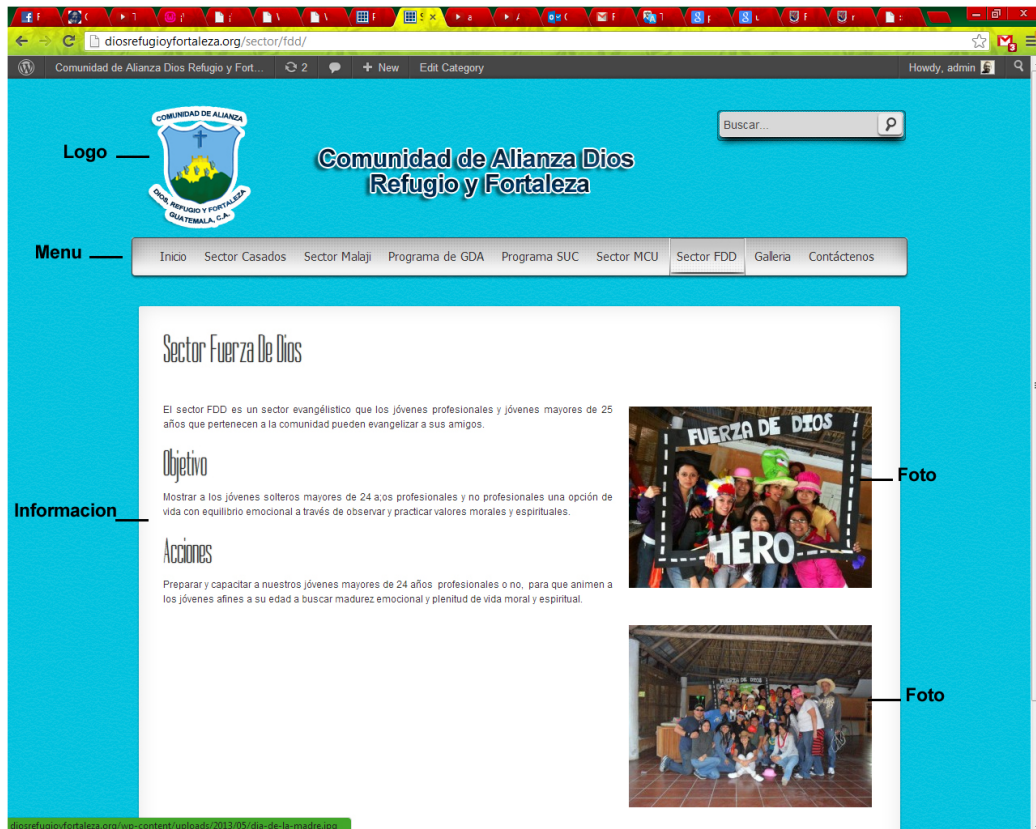 diosrefugioyfortaleza.org/sector/fdd/
3
Comunidad de Alianza Dios Refugio y Fort...
2
New
Edit Category
Howdy, admin
COMUNIDAD DE ALIANZA
DIOS, REFUGIO Y FORTALEZA
GUATEMALA, C.A.
Logo
Comunidad de Alianza Dios
Refugio y Fortaleza
Buscar...
Menu
Inicio Sector Casados Sector Malaji Programa de GDA Programa SUC Sector MCU Sector FDD Galleria Contáctenos
Sector Fuerza De Dios
El sector FDD es un sector evangélistico que los jóvenes profesionales y jóvenes mayores de 25
años que pertenecen a la comunidad pueden evangelizar a sus amigos.
Objetivo
Mostrar a los jóvenes solteros mayores de 24 a;os profesionales y no profesionales una opción de
vida con equilibrio emocional a través de observar y practicar valores morales y espirituales.
Acciones
Preparar y capacitar a nuestros jóvenes mayores de 24 años profesionales o no, para que animen a
los jóvenes afines a su edad a buscar madurez emocional y plenitud de vida moral y espiritual.
Informacion
FUERZA DE DIOS
HERO
Foto
FUERZA DE DIOS
Foto
diosrefugioyfortaleza.org/wp-content/uploads/2013/05/dia-de-la-madre.jpg